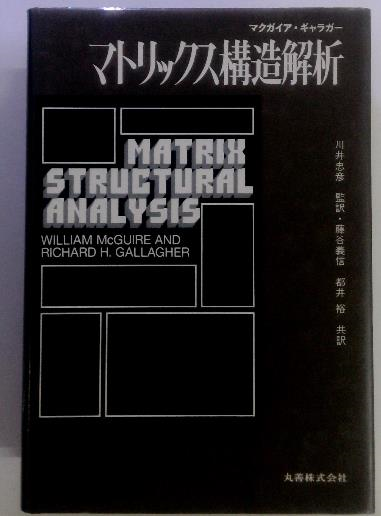 マクガイア・ギャラガー
マトリックス構造解析
MATRIX
STRUCTURAL
ANALYSIS
WILLIAM McGUIRE AND
RICHARD H. GALLAGHER
川井忠彦 監訳・藤谷義信 都井 裕 共訳
丸善株式会社